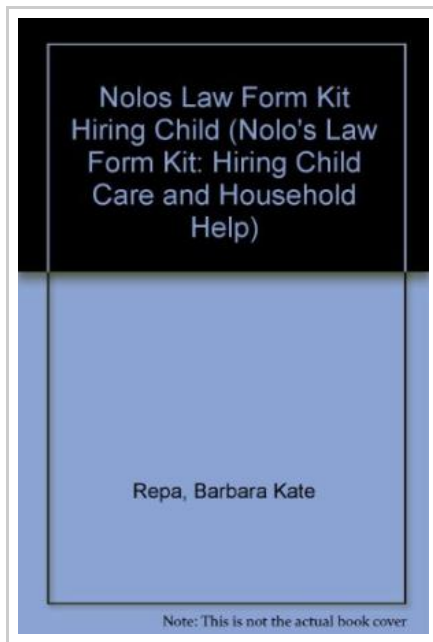 Nolos Law Form Kit
Hiring Child (Nolo's Law
Form Kit: Hiring Child
Care and Household
Help)
Repa, Barbara Kate
Note: This is not the actual book cover